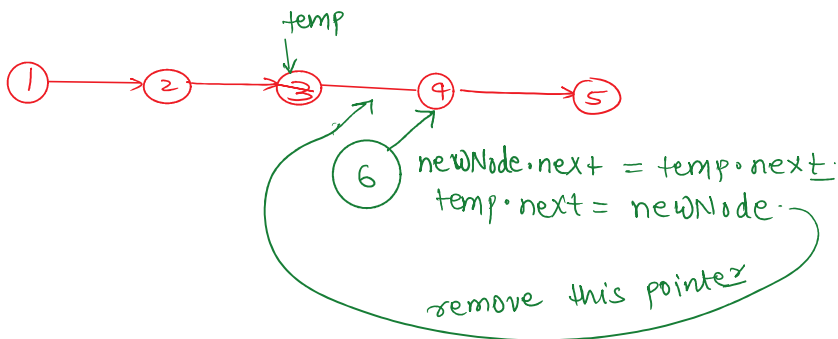 temp
1 2 3 4 5
6
newNode.next = temp.next.
temp.next = newNode.
remove this pointer